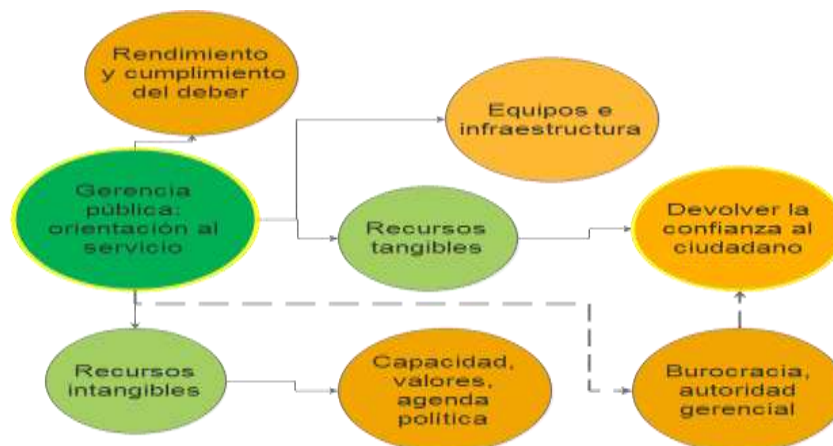 Rendimiento
y cumplimiento
del deber
Equipos e
infraestructura
Gerencia
pública:
orientación al
servicio
Recursos
tangibles
Devolver la
confianza al
ciudadano
Recursos
intangibles
Capacidad,
valores,
agenda
política
Burocracia,
autoridad
gerencial